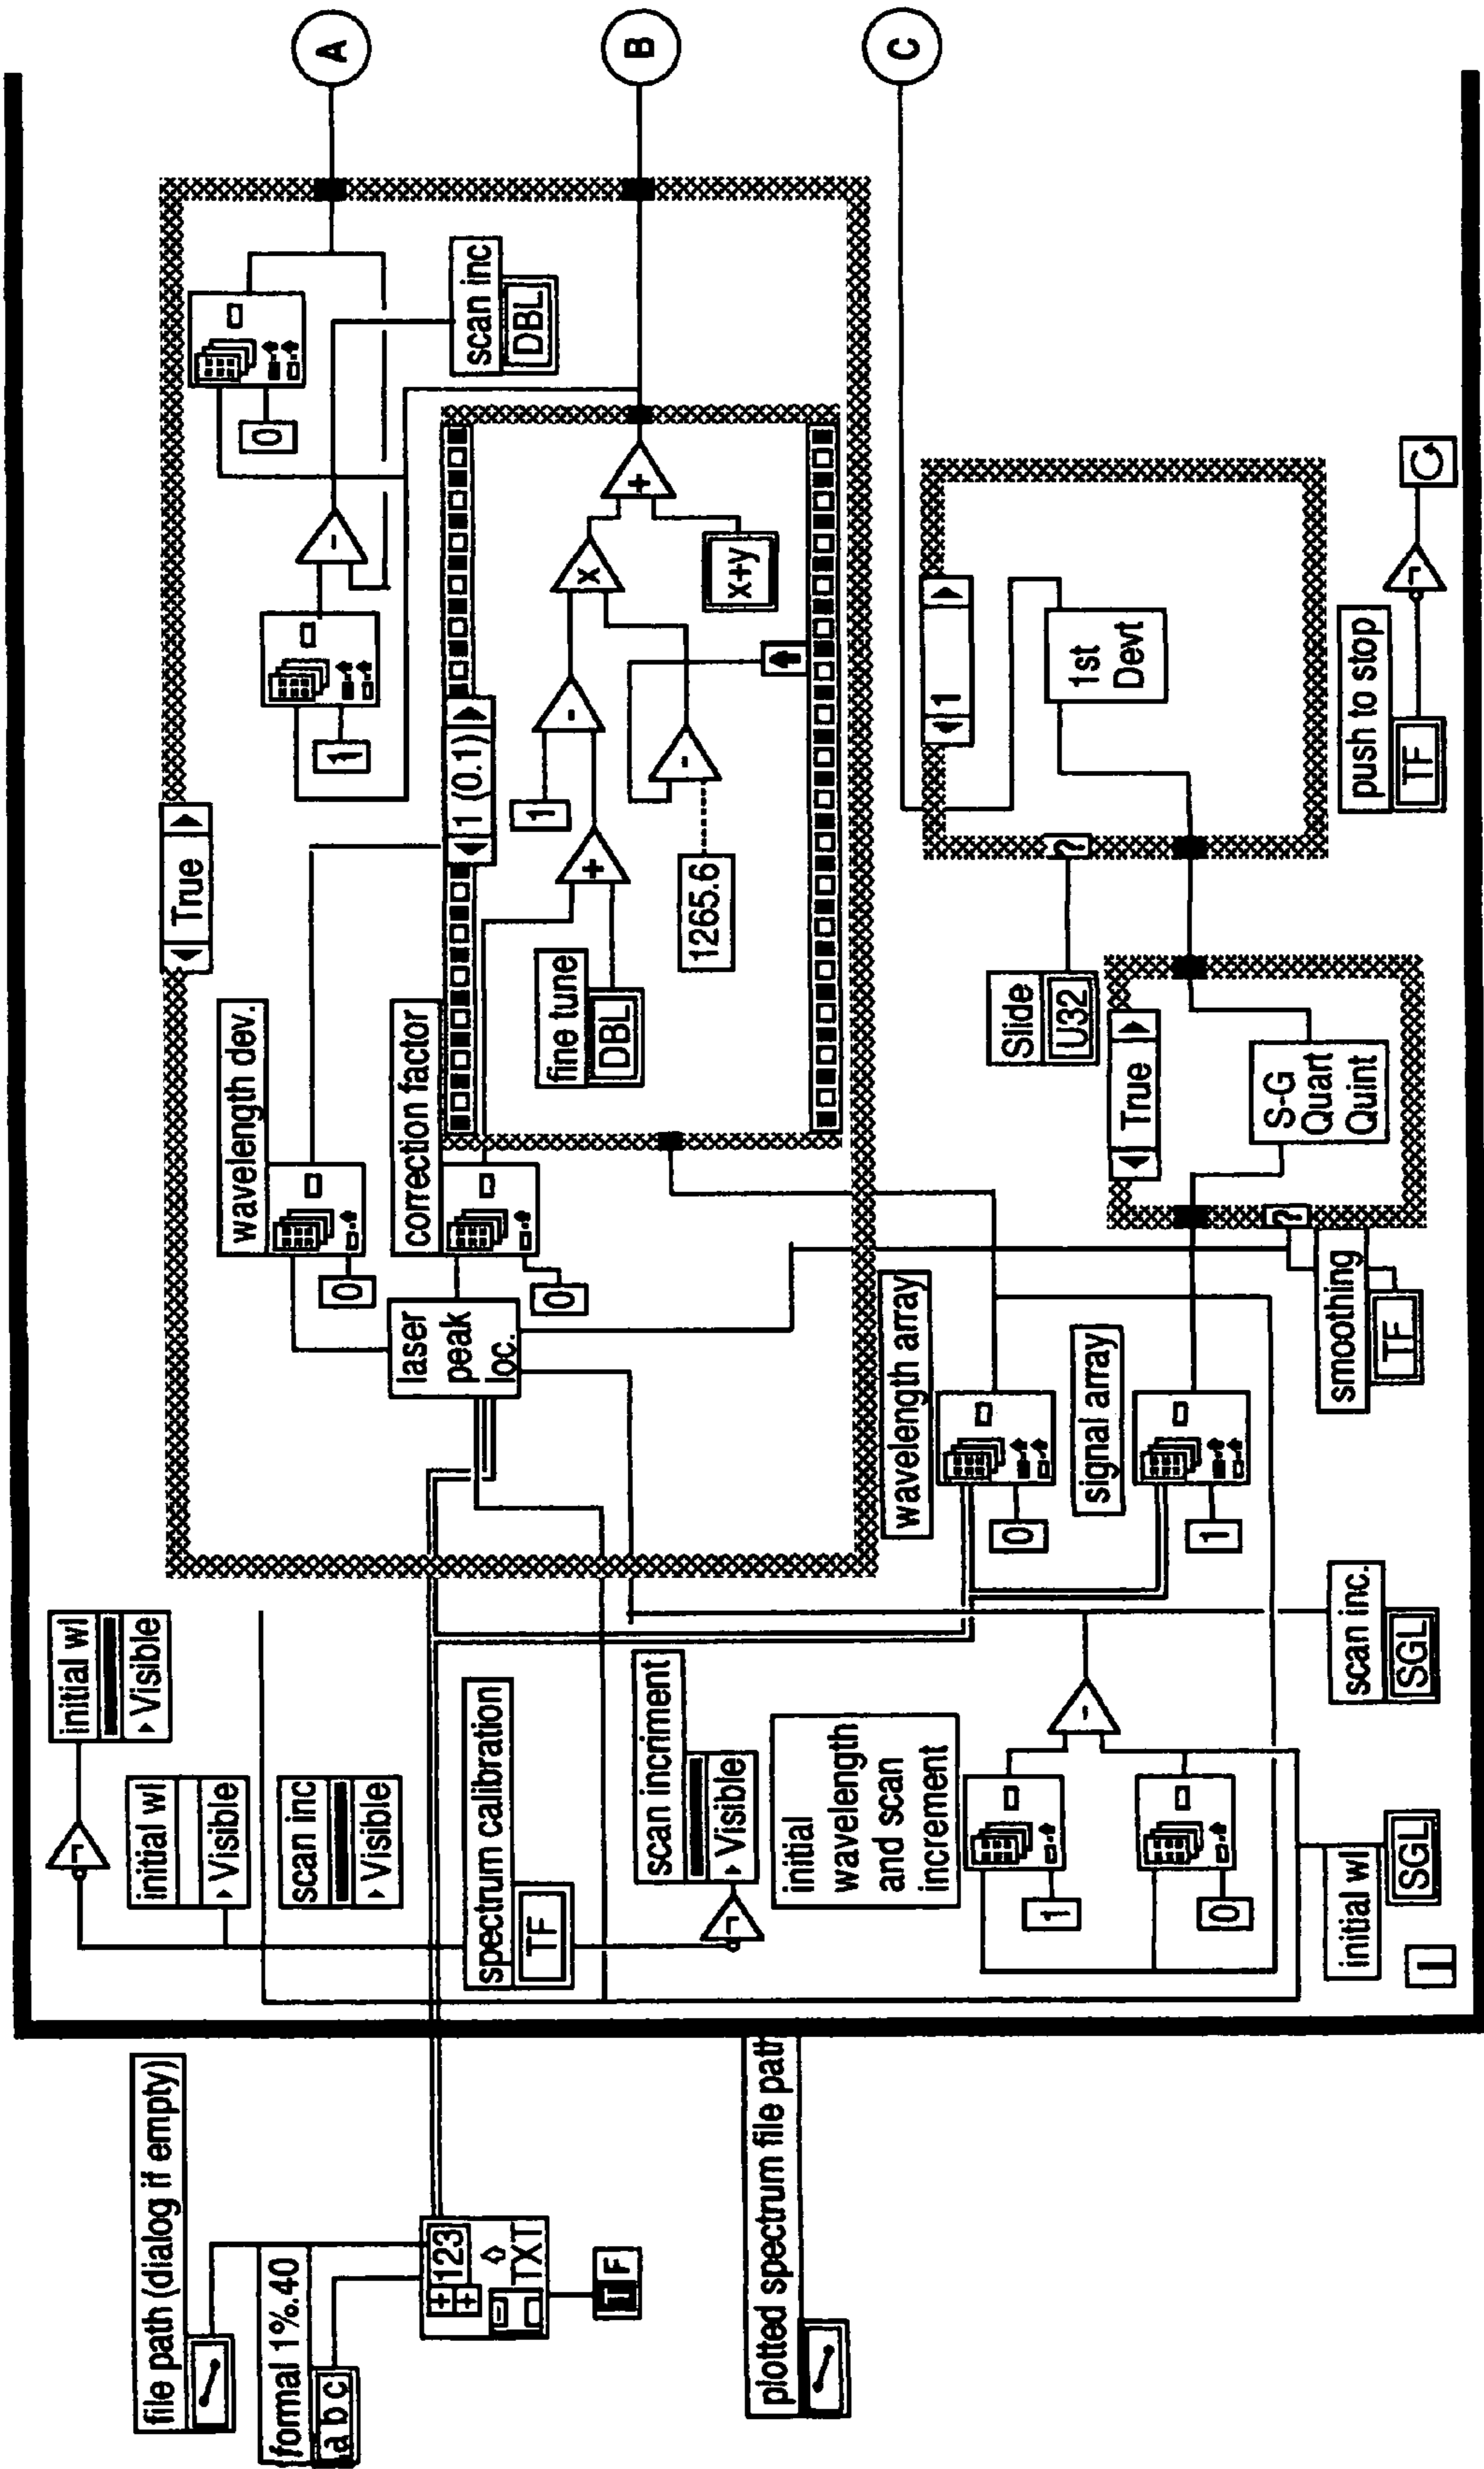 file path (dialog if empty)
formal 1%.40
a b c
123
TXT
T F
plotted spectrum file path
initial wl
Visible
initial wl
Visible
scan inc
Visible
spectrum calibration
TF
scan incriment
Visible
initial
wavelength
and scan
increment
1
0
initial wl
SGL
scan inc.
SGL
i
True
wavelength dev.
0
correction factor
0
laser
peak
loc.
wavelength array
0
signal array
1
smoothing
TF
1 (0.1)
fine tune
DBL
+
1265.6
-
1
-
x
x+y
+
1
-
0
scan inc
DBL
True
S-G
Quart
Quint
?
Slide
U32
?
1
1st
Devt
push to stop
TF
A
B
C